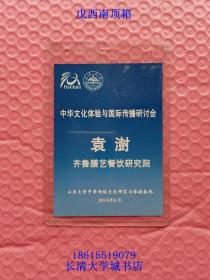 戊西南顶箱
Hanban
中华文化体验与国际传播研讨会
袁澍
齐鲁膳艺餐饮研究院
山东大学中华传统文化研究与体验基地
2010年6月
18615519079
长清大学城书店